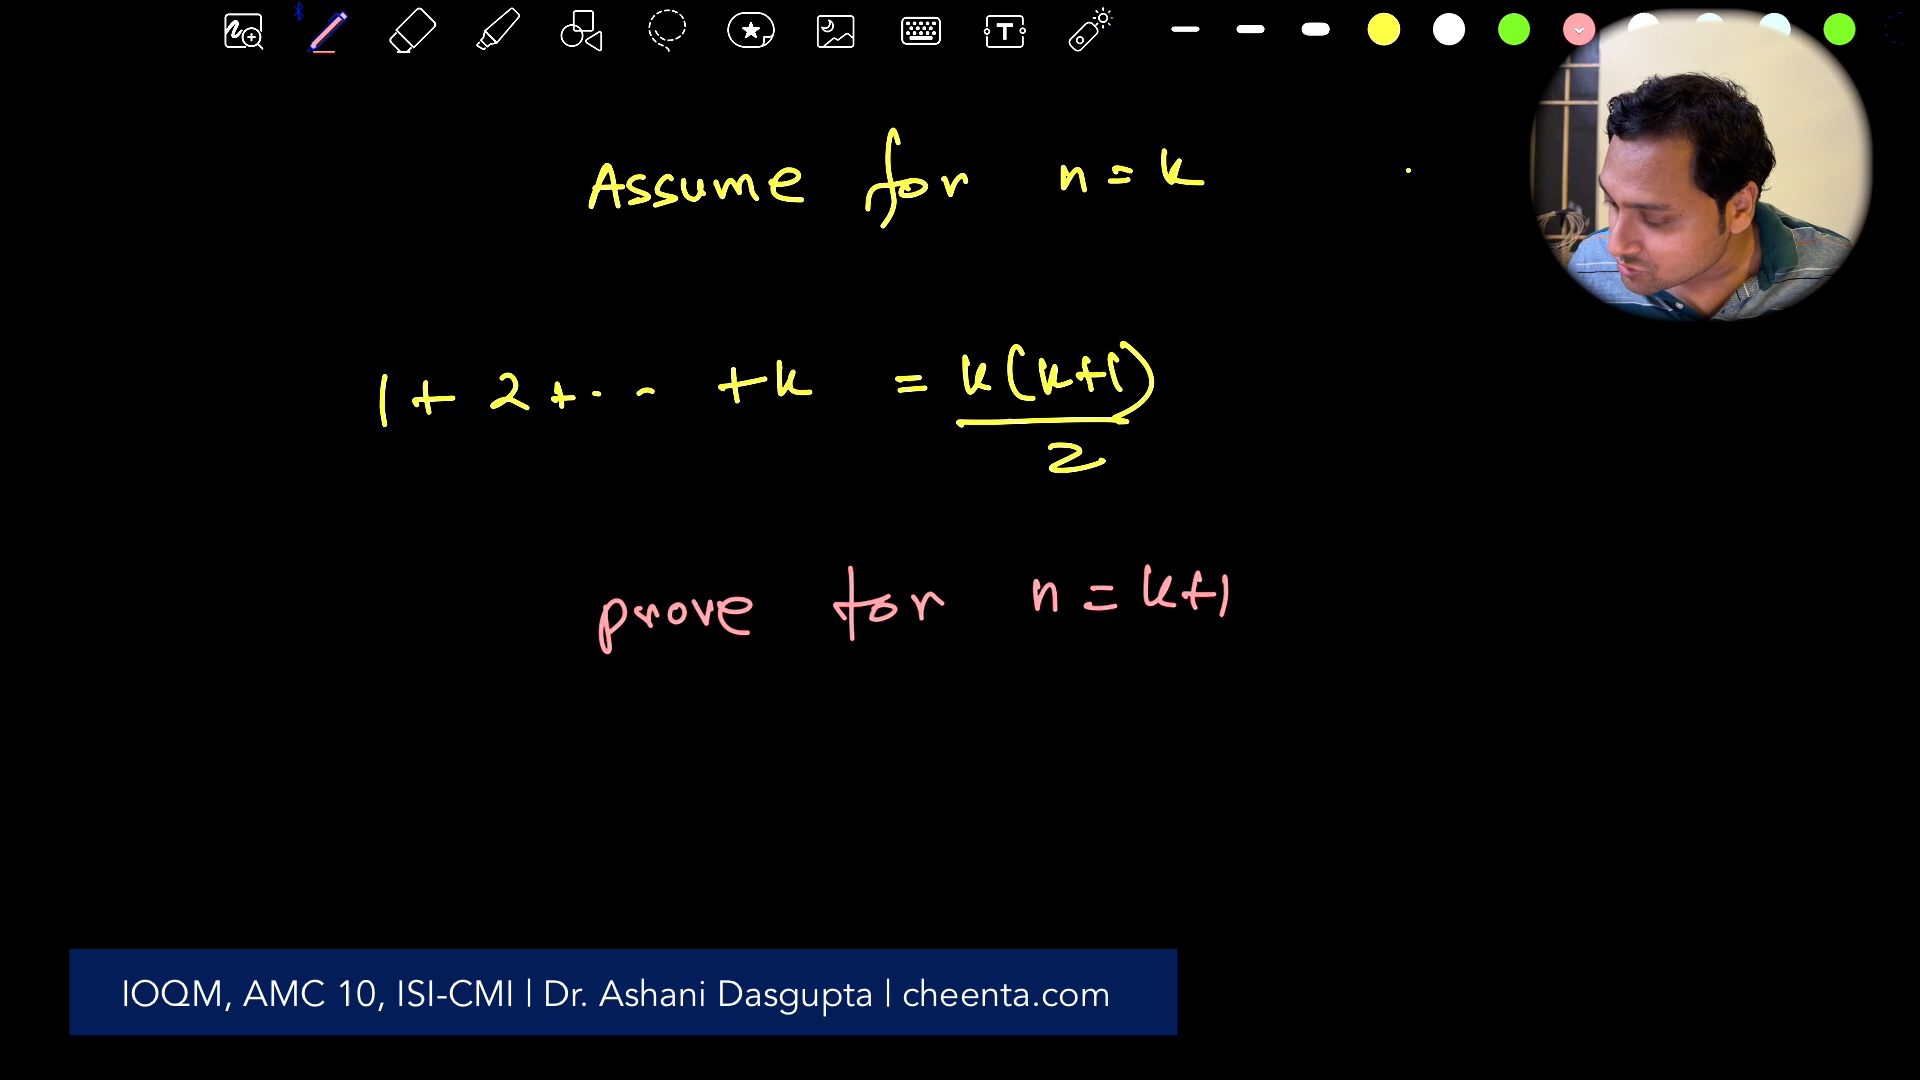 Assume for n = k
1 + 2 + ... + k = k(k+1)/2
prove for n = k+1
IOQM, AMC 10, ISI-CMI | Dr. Ashani Dasgupta | cheenta.com